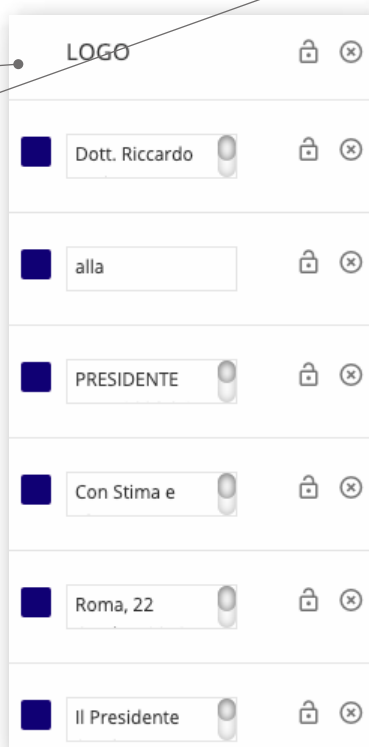 LOGO
Dott. Riccardo
alla
PRESIDENTE
Con Stima e
Roma, 22
Il Presidente